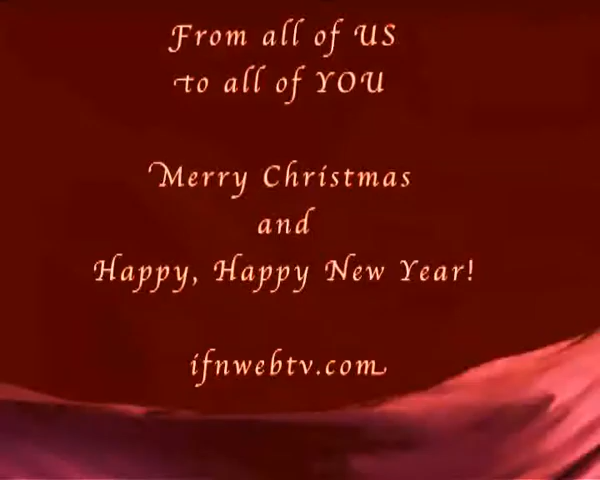 From all of US
to all of YOU
Merry Christmas
and
Happy, Happy New Year!
ifnwebtv.com